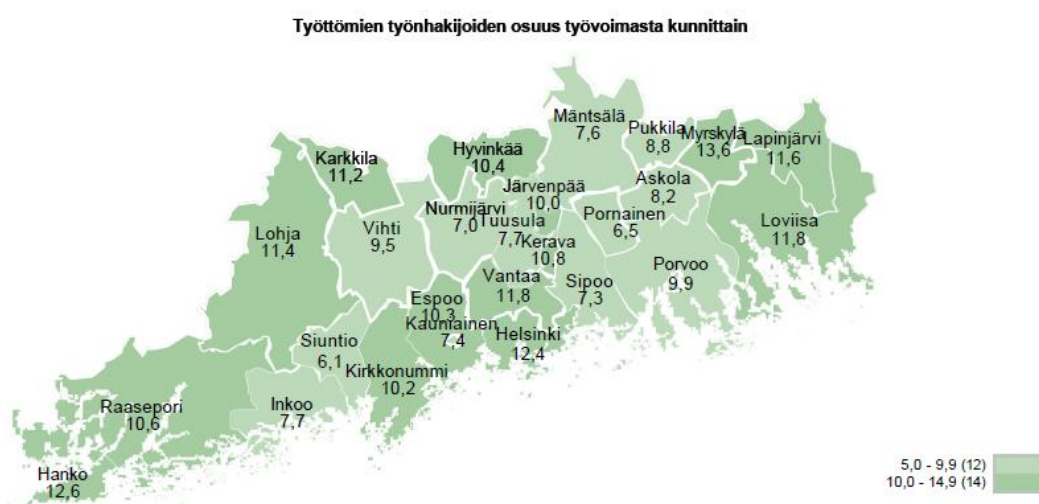 Työttömien työnhakijoiden osuus työvoimasta kunnittain
Mäntsälä
7,6
Pukkila
8,8
Myrskylä
13,6
Lapinjärvi
11,6
Hyvinkää
10,4
Karkkila
11,2
Järvenpää
10,0
Askola
8,2
Nurmijärvi
7,0
Tuusula
7,7
Pornainen
6,5
Loviisa
11,8
Lohja
11,4
Vihti
9,5
Kerava
10,8
Porvoo
9,9
Vantaa
11,8
Sipoo
7,3
Espoo
10,3
Kauniainen
7,4
Helsinki
12,4
Siuntio
6,1
Kirkkonummi
10,2
Inkoo
7,7
Raasepori
10,6
Hanko
12,6
5,0 - 9,9 (12)
10,0 - 14,9 (14)